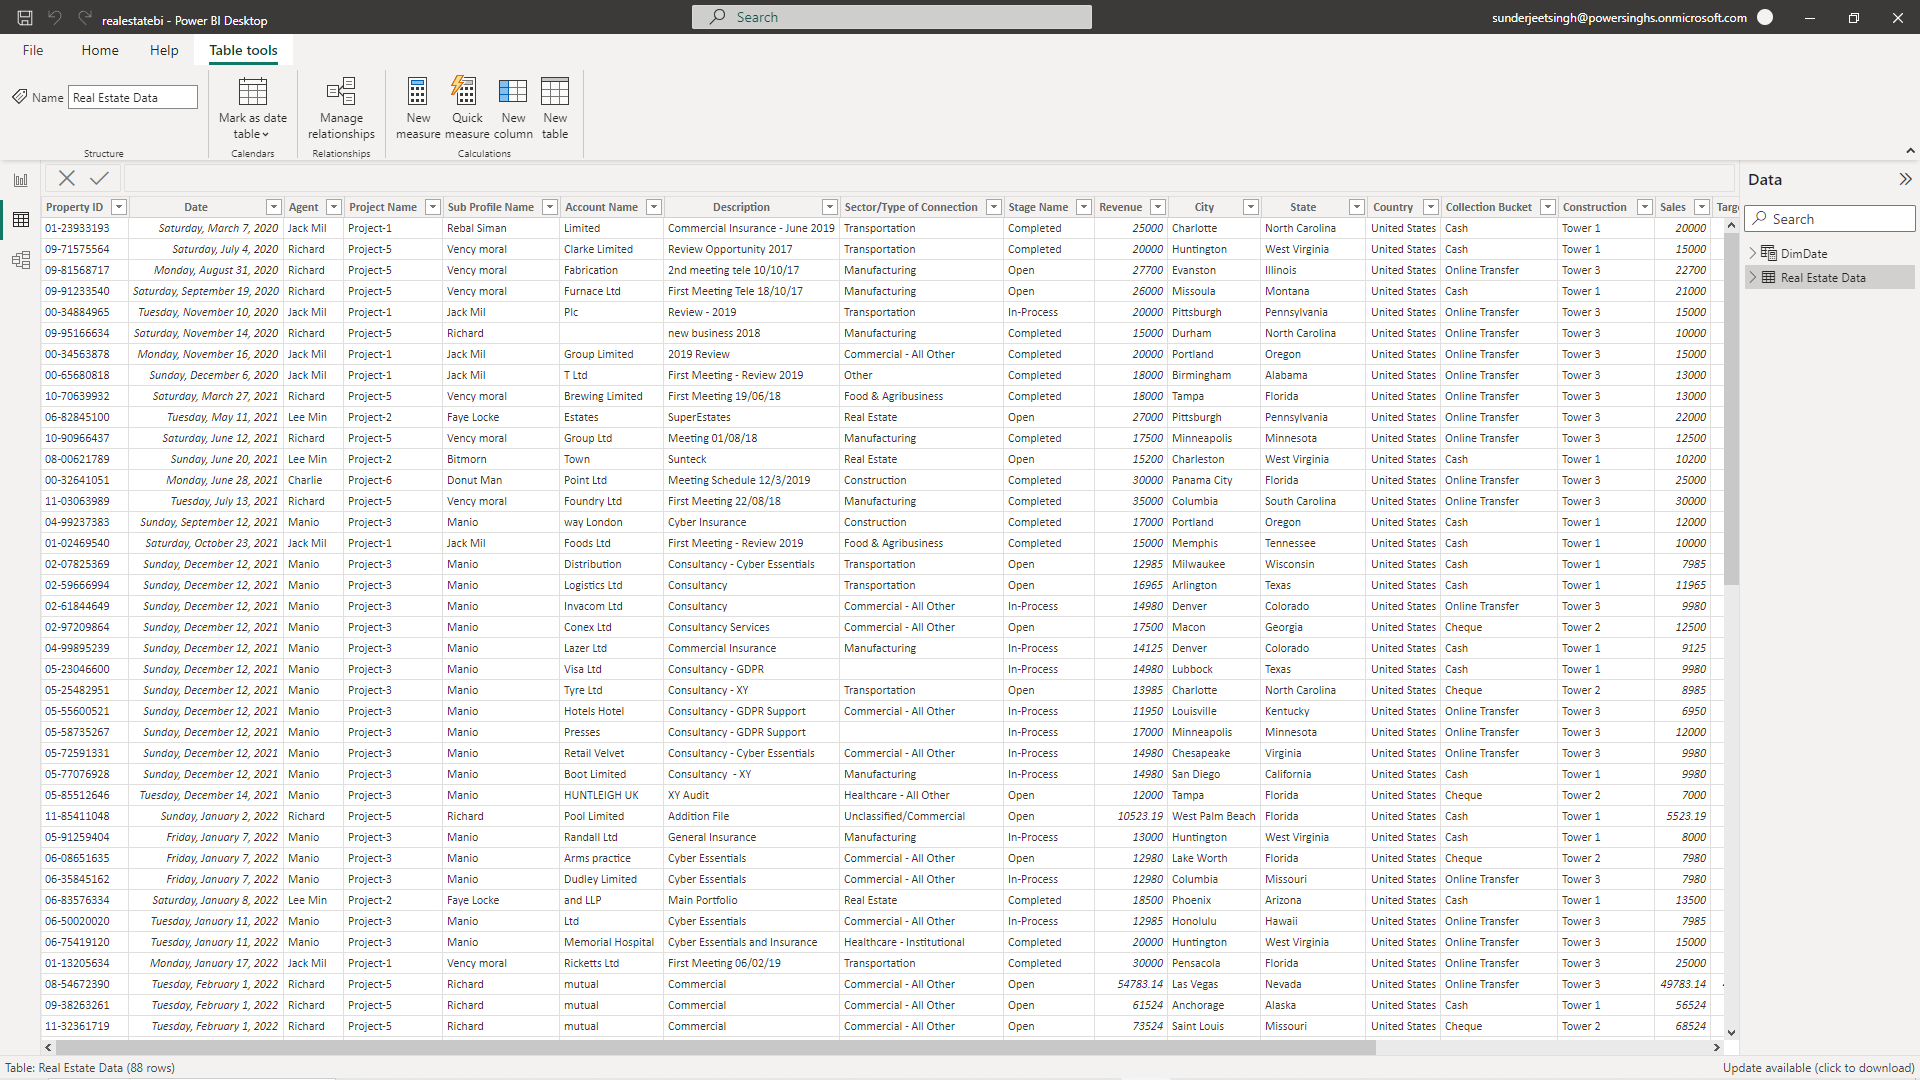 realestatebi - Power BI Desktop
Search
sunderjeetsingh@powersinghs.onmicrosoft.com
File Home Help Table tools
Name Real Estate Data
Mark as date table
Manage relationships
New measure
Quick measure
New column
New table
Structure Calendars Relationships Calculations
Property ID Date Agent Project Name Sub Profile Name Account Name Description Sector/Type of Connection Stage Name Revenue City State Country Collection Bucket Construction Sales Targ
01-23933193 Saturday, March 7, 2020 Jack Mil Project-1 Rebal Siman Limited Commercial Insurance - June 2019 Transportation Completed 25000 Charlotte North Carolina United States Cash Tower 1 20000
09-71575564 Saturday, July 4, 2020 Richard Project-5 Vency moral Clarke Limited Review Opportunity 2017 Transportation Completed 20000 Huntington West Virginia United States Cash Tower 1 15000
09-81568717 Monday, August 31, 2020 Richard Project-5 Vency moral Fabrication 2nd meeting tele 10/10/17 Manufacturing Open 27700 Evanston Illinois United States Online Transfer Tower 3 22700
09-91233540 Saturday, September 19, 2020 Richard Project-5 Vency moral Furnace Ltd First Meeting Tele 18/10/17 Manufacturing Open 26000 Missoula Montana United States Cash Tower 1 21000
00-34884965 Tuesday, November 10, 2020 Jack Mil Project-1 Jack Mil Plc Review - 2019 Transportation In-Process 20000 Pittsburgh Pennsylvania United States Online Transfer Tower 3 15000
09-95166634 Saturday, November 14, 2020 Richard Project-5 Richard new business 2018 Manufacturing Completed 15000 Durham North Carolina United States Online Transfer Tower 3 10000
00-34563878 Monday, November 16, 2020 Jack Mil Project-1 Jack Mil Group Limited 2019 Review Commercial - All Other Completed 20000 Portland Oregon United States Online Transfer Tower 3 15000
00-65680818 Sunday, December 6, 2020 Jack Mil Project-1 Jack Mil T Ltd First Meeting - Review 2019 Other Completed 18000 Birmingham Alabama United States Online Transfer Tower 3 13000
10-70639932 Saturday, March 27, 2021 Richard Project-5 Vency moral Brewing Limited First Meeting 19/06/18 Food & Agribusiness Completed 18000 Tampa Florida United States Online Transfer Tower 3 13000
06-82845100 Tuesday, May 11, 2021 Lee Min Project-2 Faye Locke Estates SuperEstates Real Estate Open 27000 Pittsburgh Pennsylvania United States Online Transfer Tower 3 22000
10-90966437 Saturday, June 12, 2021 Richard Project-5 Vency moral Group Ltd Meeting 01/08/18 Manufacturing Completed 17500 Minneapolis Minnesota United States Online Transfer Tower 3 12500
08-00621789 Sunday, June 20, 2021 Lee Min Project-2 Bitmorn Town Sunteck Real Estate Open 15200 Charleston West Virginia United States Cash Tower 1 10200
00-32641051 Monday, June 28, 2021 Charlie Project-6 Donut Man Point Ltd Meeting Schedule 12/3/2019 Construction Completed 30000 Panama City Florida United States Online Transfer Tower 3 25000
11-03063989 Tuesday, July 13, 2021 Richard Project-5 Vency moral Foundry Ltd First Meeting 22/08/18 Manufacturing Completed 35000 Columbia South Carolina United States Online Transfer Tower 3 30000
04-99237383 Sunday, September 12, 2021 Manio Project-3 Manio way London Cyber Insurance Construction Completed 17000 Portland Oregon United States Cash Tower 1 12000
01-02469540 Saturday, October 23, 2021 Jack Mil Project-1 Jack Mil Foods Ltd First Meeting - Review 2019 Food & Agribusiness Completed 15000 Memphis Tennessee United States Cash Tower 1 10000
02-07825369 Sunday, December 12, 2021 Manio Project-3 Manio Distribution Consultancy - Cyber Essentials Transportation Open 12985 Milwaukee Wisconsin United States Cash Tower 1 7985
02-59666994 Sunday, December 12, 2021 Manio Project-3 Manio Logistics Ltd Consultancy Transportation Open 16965 Arlington Texas United States Cash Tower 1 11965
02-61844649 Sunday, December 12, 2021 Manio Project-3 Manio Invacom Ltd Consultancy Commercial - All Other In-Process 14980 Denver Colorado United States Online Transfer Tower 3 9980
02-97209864 Sunday, December 12, 2021 Manio Project-3 Manio Conex Ltd Consultancy Services Commercial - All Other Open 17500 Macon Georgia United States Cheque Tower 2 12500
04-99895239 Sunday, December 12, 2021 Manio Project-3 Manio Lazer Ltd Commercial Insurance Manufacturing In-Process 14125 Denver Colorado United States Cash Tower 1 9125
05-23046600 Sunday, December 12, 2021 Manio Project-3 Manio Visa Ltd Consultancy - GDPR In-Process 14980 Lubbock Texas United States Cash Tower 1 9980
05-25482951 Sunday, December 12, 2021 Manio Project-3 Manio Tyre Ltd Consultancy - XY Transportation Open 13985 Charlotte North Carolina United States Cheque Tower 2 8985
05-55600521 Sunday, December 12, 2021 Manio Project-3 Manio Hotels Hotel Consultancy - GDPR Support Commercial - All Other In-Process 11950 Louisville Kentucky United States Online Transfer Tower 3 6950
05-58735267 Sunday, December 12, 2021 Manio Project-3 Manio Presses Consultancy - GDPR Support In-Process 17000 Minneapolis Minnesota United States Online Transfer Tower 3 12000
05-72591331 Sunday, December 12, 2021 Manio Project-3 Manio Retail Velvet Consultancy - Cyber Essentials Commercial - All Other In-Process 14980 Chesapeake Virginia United States Online Transfer Tower 3 9980
05-77076928 Sunday, December 12, 2021 Manio Project-3 Manio Boot Limited Consultancy - XY Manufacturing In-Process 14980 San Diego California United States Cash Tower 1 9980
05-85512646 Tuesday, December 14, 2021 Manio Project-3 Manio HUNTLEIGH UK XY Audit Healthcare - All Other Open 12000 Tampa Florida United States Cheque Tower 2 7000
11-85411048 Sunday, January 2, 2022 Richard Project-5 Richard Pool Limited Addition File Unclassified/Commercial Open 10523.19 West Palm Beach Florida United States Cash Tower 1 5523.19
05-91259404 Friday, January 7, 2022 Manio Project-3 Manio Randall Ltd General Insurance Manufacturing In-Process 13000 Huntington West Virginia United States Cash Tower 1 8000
06-08651635 Friday, January 7, 2022 Manio Project-3 Manio Arms practice Cyber Essentials Commercial - All Other Open 12980 Lake Worth Florida United States Cheque Tower 2 7980
06-35845162 Friday, January 7, 2022 Manio Project-3 Manio Dudley Limited Cyber Essentials Commercial - All Other In-Process 12980 Columbia Missouri United States Online Transfer Tower 3 7980
06-83576334 Saturday, January 8, 2022 Lee Min Project-2 Faye Locke and LLP Main Portfolio Real Estate Completed 18500 Phoenix Arizona United States Cash Tower 1 13500
06-50020020 Tuesday, January 11, 2022 Manio Project-3 Manio Ltd Cyber Essentials Commercial - All Other In-Process 12985 Honolulu Hawaii United States Online Transfer Tower 3 7985
06-75419120 Tuesday, January 11, 2022 Manio Project-3 Manio Memorial Hospital Cyber Essentials and Insurance Healthcare - Institutional Completed 20000 Huntington West Virginia United States Online Transfer Tower 3 15000
01-13205634 Monday, January 17, 2022 Jack Mil Project-1 Vency moral Ricketts Ltd First Meeting 06/02/19 Transportation Completed 30000 Pensacola Florida United States Online Transfer Tower 3 25000
08-54672390 Tuesday, February 1, 2022 Richard Project-5 Richard mutual Commercial Commercial - All Other Open 54783.14 Las Vegas Nevada United States Online Transfer Tower 3 49783.14
09-38263261 Tuesday, February 1, 2022 Richard Project-5 Richard mutual Commercial Commercial - All Other Open 61524 Anchorage Alaska United States Cash Tower 1 56524
11-32361719 Tuesday, February 1, 2022 Richard Project-5 Richard mutual Commercial Commercial - All Other Open 73524 Saint Louis Missouri United States Cheque Tower 2 68524
Data
Search
DimDate
Real Estate Data
Table: Real Estate Data (88 rows)
Update available (click to download)